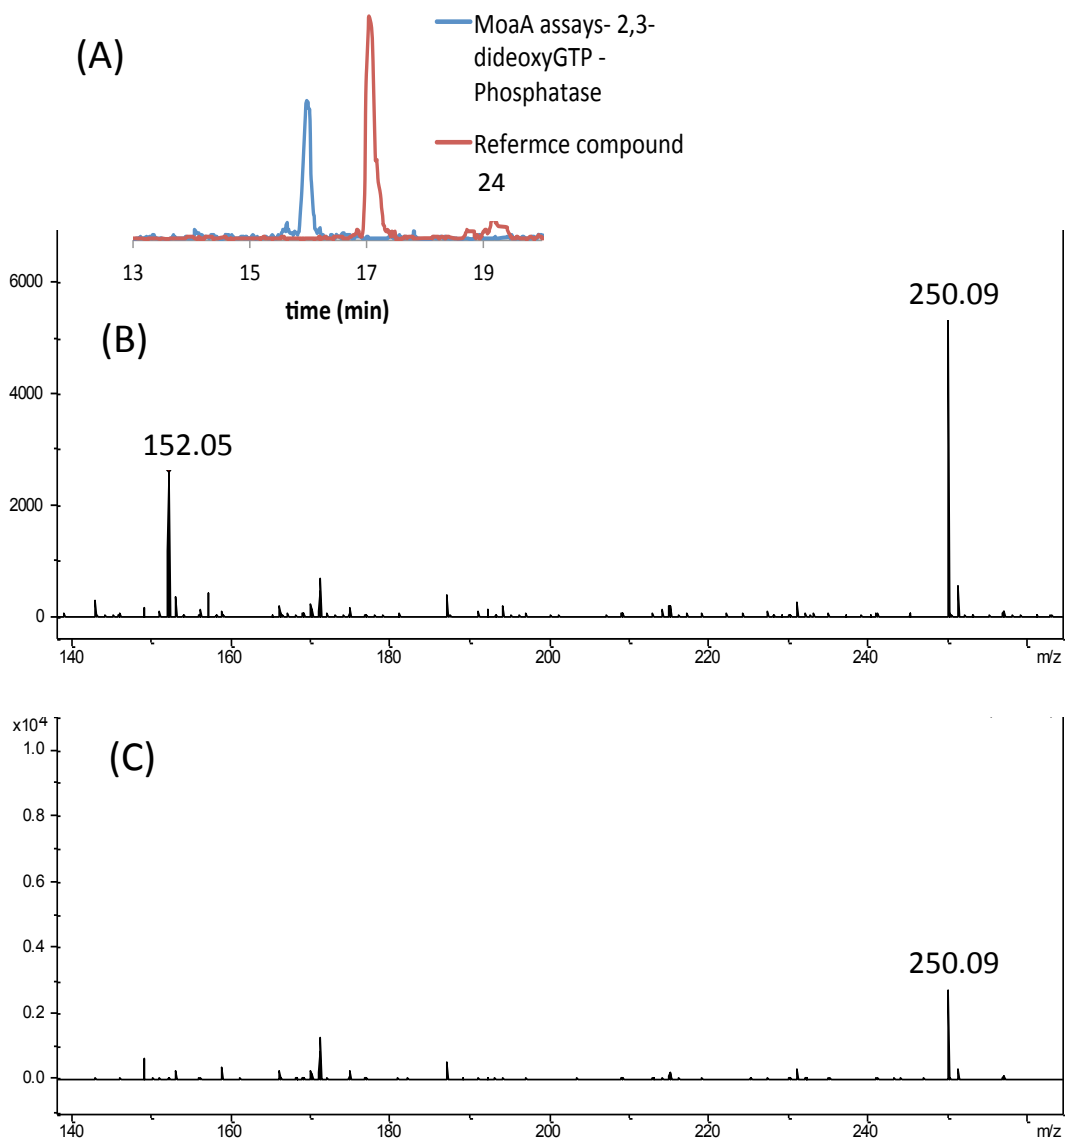 (A)
MoaA assays- 2,3-
dideoxyGTP -
Phosphatase
Refermce compound
24
13 15 17 19
time (min)
(B)
6000
4000
2000
0
152.05
250.09
140 160 180 200 220 240 m/z
(C)
x10⁴
1.0
0.8
0.6
0.4
0.2
0.0
250.09
140 160 180 200 220 240 m/z